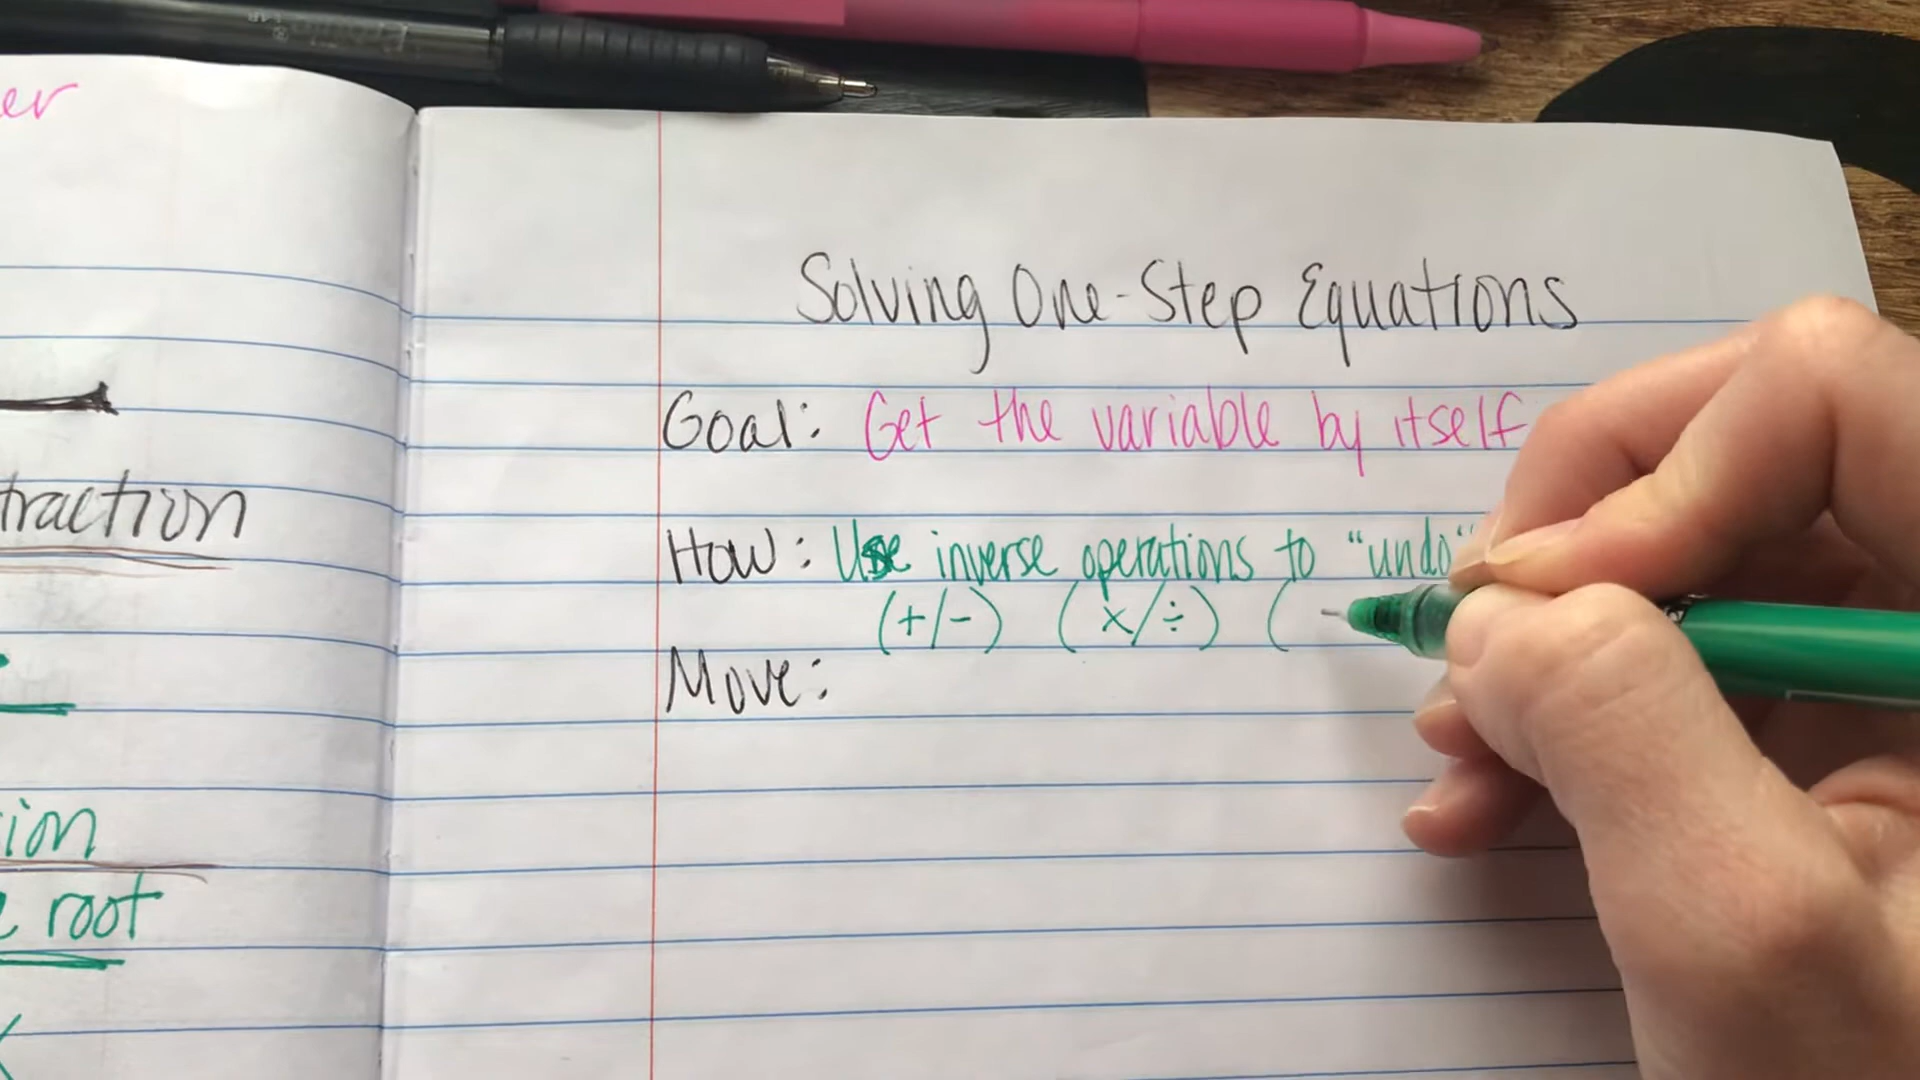 er
traction
ion
root
Solving One-Step Equations
Goal: Get the variable by itself
How: Use inverse operations to "undo"
(+/-) (×/÷) (
Move: